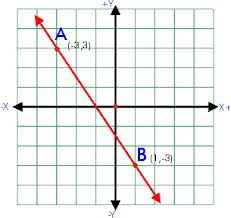 +Y
A
(-3,3)
-X
X+
B (1,-3)
-Y